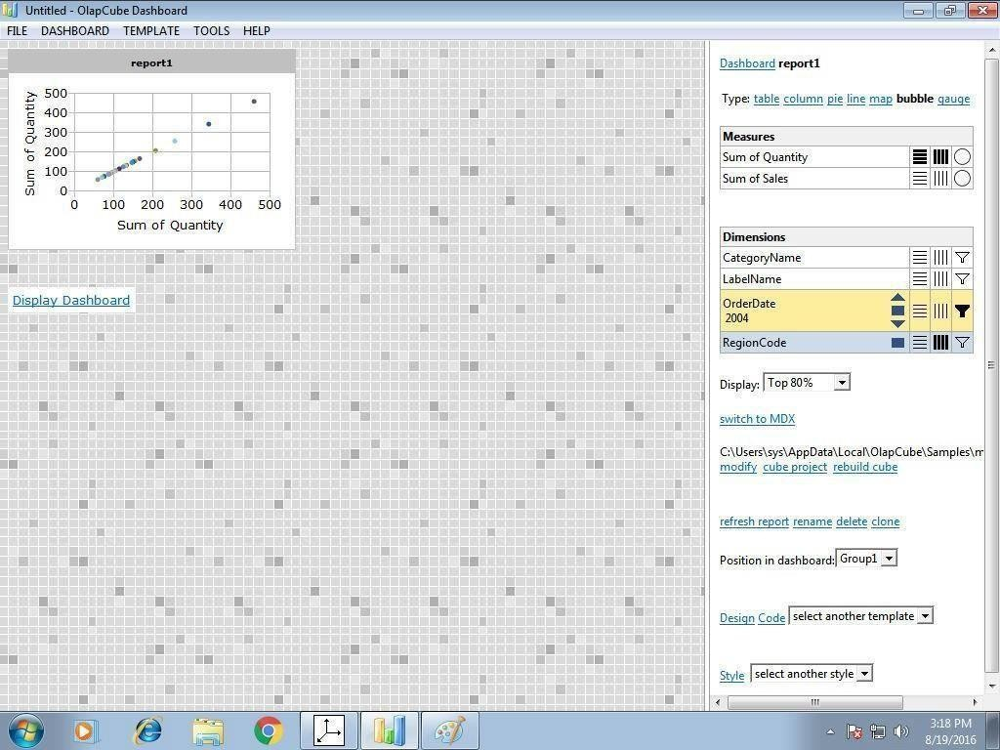 Untitled - OlapCube Dashboard
FILE DASHBOARD TEMPLATE TOOLS HELP
report1
500
400
300
200
100
0
Sum of Quantity
0 100 200 300 400 500
Sum of Quantity
Display Dashboard
Dashboard report1
Type: table column pie line map bubble gauge
Measures
Sum of Quantity
Sum of Sales
Dimensions
CategoryName
LabelName
OrderDate
2004
RegionCode
Display: Top 80%
switch to MDX
C:\Users\sys\AppData\Local\OlapCube\Samples\m
modify cube project rebuild cube
refresh report rename delete clone
Position in dashboard: Group1
Design Code select another template
Style select another style
3:18 PM
8/19/2016